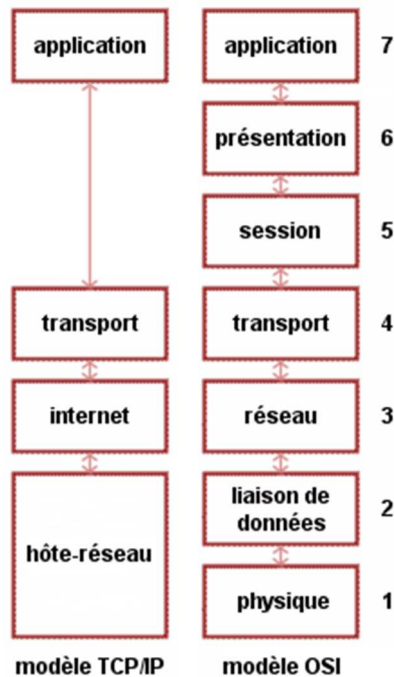 application
application
7
présentation
6
session
5
transport
transport
4
internet
réseau
3
hôte-réseau
liaison de
données
2
physique
1
modèle TCP/IP
modèle OSI